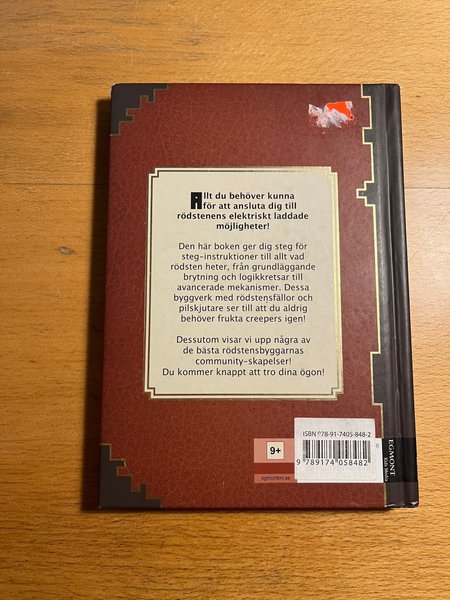 Allt du behöver kunna
för att ansluta dig till
rödstenens elektriskt laddade
möjligheter!
Den här boken ger dig steg för
steg-instruktioner till allt vad
rödsten heter, från grundläggande
brytning och logikkretsar till
avancerade mekanismer. Dessa
byggverk med rödstensfällor och
pilskjutare ser till att du aldrig
behöver frukta creepers igen!
Dessutom visar vi upp några av
de bästa rödstensbyggarnas
community-skapelser!
Du kommer knappt att tro dina ögon!
ISBN 978-91-7405-848-2
9 789174 058482
9+
egmontkm.se
EGMONT
Kids Media